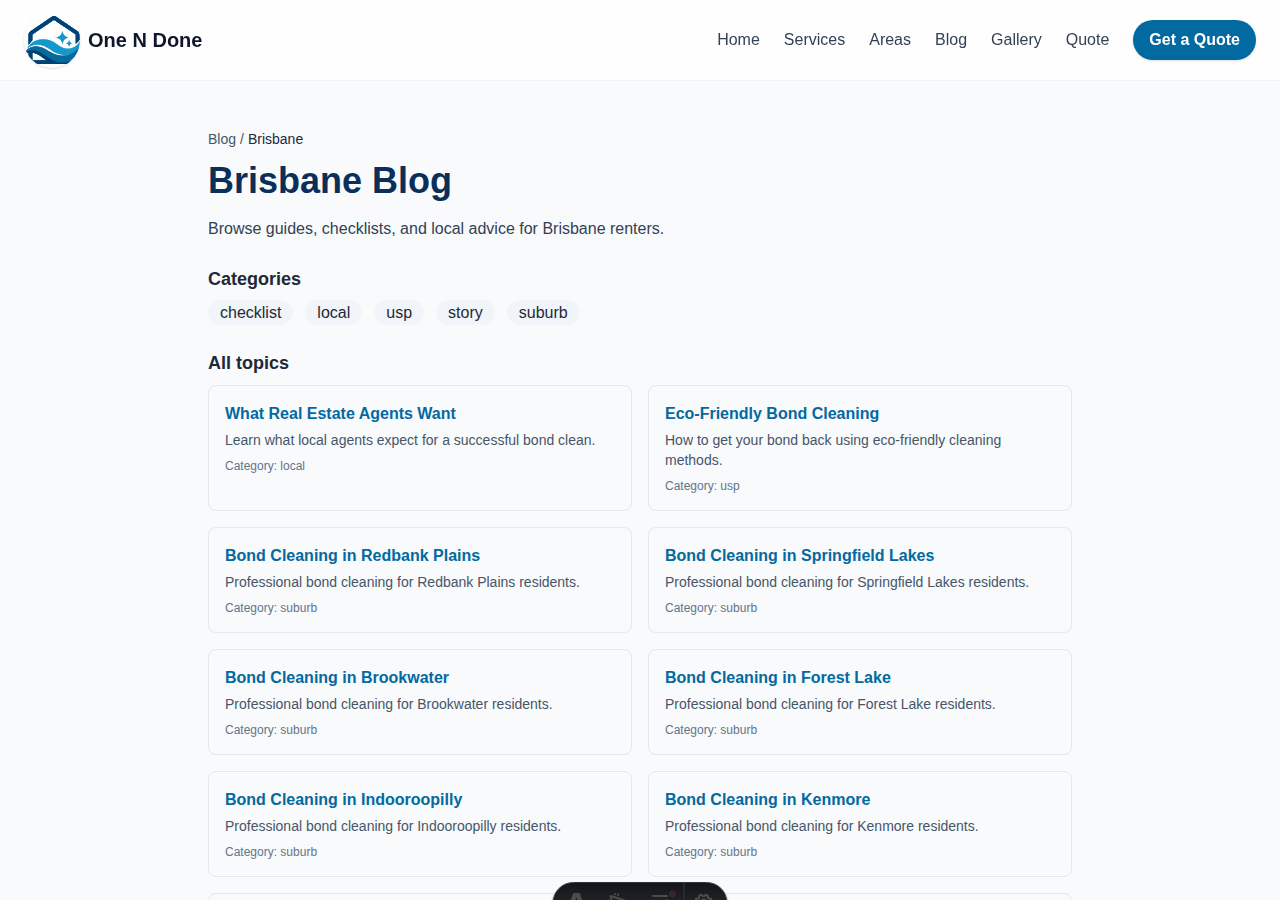 One N Done
Home Services Areas Blog Gallery Quote Get a Quote
Blog / Brisbane
Brisbane Blog
Browse guides, checklists, and local advice for Brisbane renters.
Categories
checklist local usp story suburb
All topics
What Real Estate Agents Want
Learn what local agents expect for a successful bond clean.
Category: local
Eco-Friendly Bond Cleaning
How to get your bond back using eco-friendly cleaning
methods.
Category: usp
Bond Cleaning in Redbank Plains
Professional bond cleaning for Redbank Plains residents.
Category: suburb
Bond Cleaning in Springfield Lakes
Professional bond cleaning for Springfield Lakes residents.
Category: suburb
Bond Cleaning in Brookwater
Professional bond cleaning for Brookwater residents.
Category: suburb
Bond Cleaning in Forest Lake
Professional bond cleaning for Forest Lake residents.
Category: suburb
Bond Cleaning in Indooroopilly
Professional bond cleaning for Indooroopilly residents.
Category: suburb
Bond Cleaning in Kenmore
Professional bond cleaning for Kenmore residents.
Category: suburb